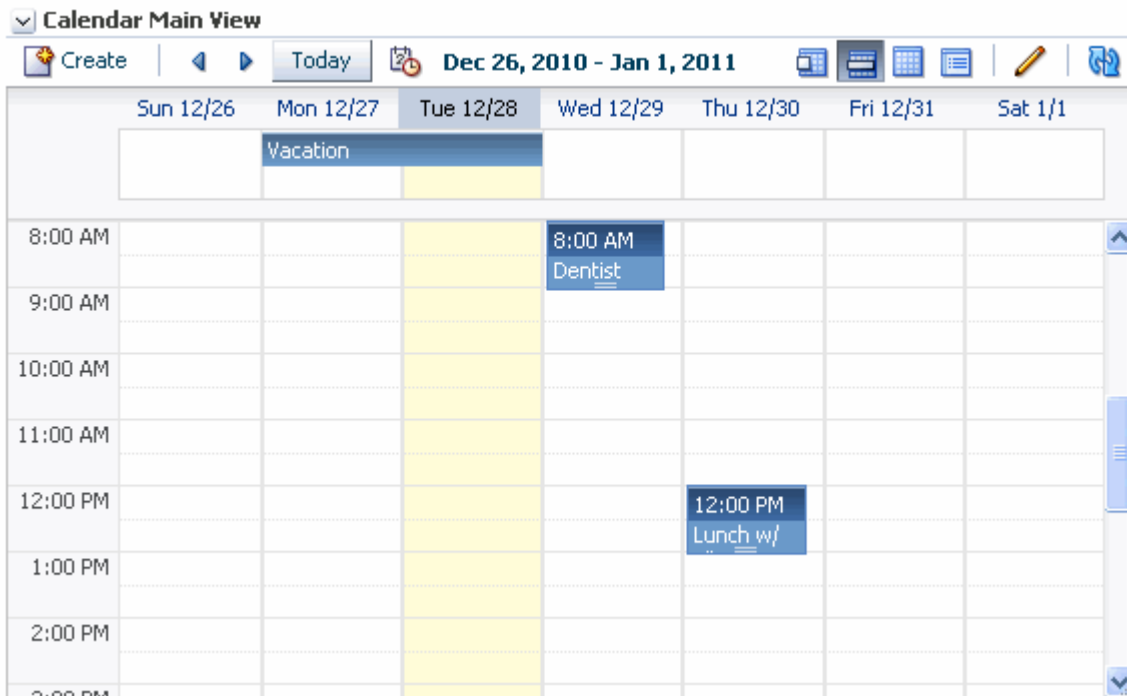 Calendar Main View
Create Today Dec 26, 2010 - Jan 1, 2011
Sun 12/26 Mon 12/27 Tue 12/28 Wed 12/29 Thu 12/30 Fri 12/31 Sat 1/1
Vacation
8:00 AM 8:00 AM
Dentist
9:00 AM
10:00 AM
11:00 AM
12:00 PM 12:00 PM
Lunch w/
1:00 PM
2:00 PM